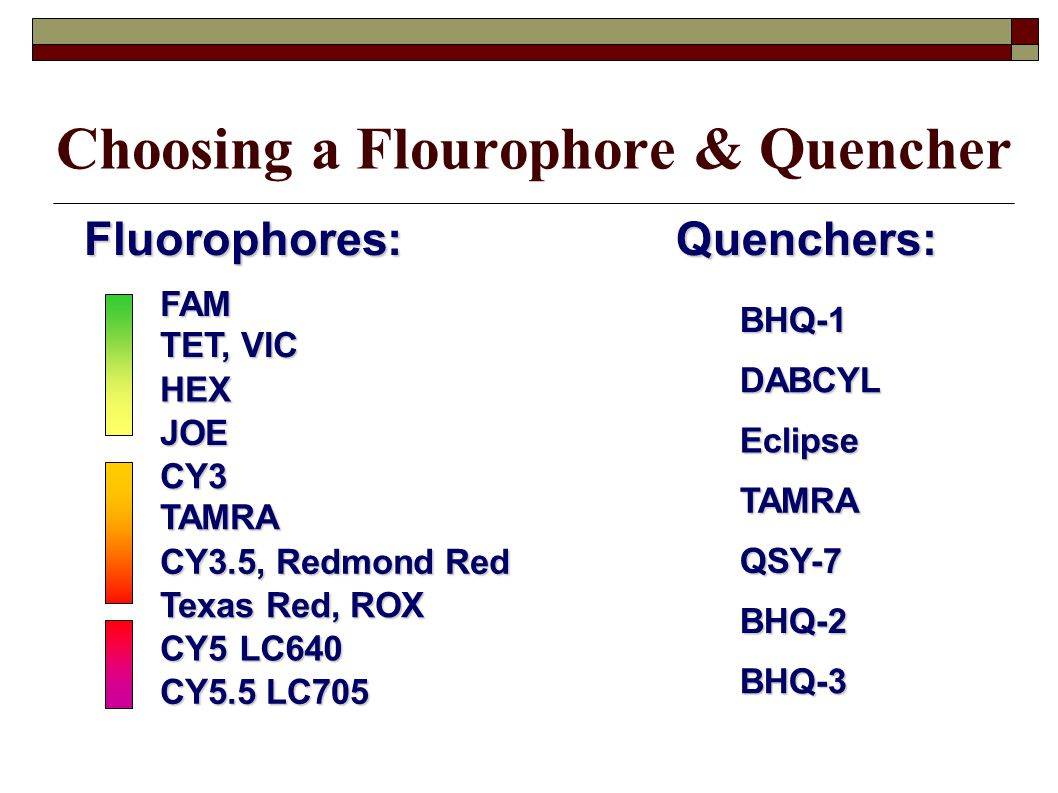 Choosing a Flourophore & Quencher
Fluorophores:
FAM
TET, VIC
HEX
JOE
CY3
TAMRA
CY3.5, Redmond Red
Texas Red, ROX
CY5 LC640
CY5.5 LC705
Quenchers:
BHQ-1
DABCYL
Eclipse
TAMRA
QSY-7
BHQ-2
BHQ-3